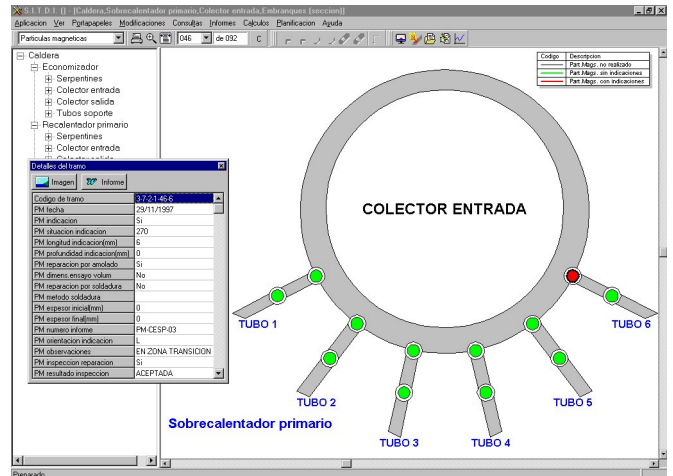 S.I.T.D.I. () - [Caldera,Sobrecalentador primario,Colector entrada,Embranques (seccion)]
Aplicacion Ver Portapapeles Modificaciones Consultas Informes Calculos Planificacion Ayuda
Particulas magneticas 046 de 092 C
Caldera
Economizador
Serpentines
Colector entrada
Colector salida
Tubos soporte
Recalentador primario
Serpentines
Colector entrada
Colector salida
Codigo Descripcion
Part.Mags. no realizado
Part.Mags. sin indicaciones
Part.Mags. con indicaciones
Detalles del tramo
Imagen Informe
Codigo de tramo 3-7-2-1-46-6
PM fecha 29/11/1997
PM indicacion Si
PM situacion indicacion 270
PM longitud indicacion(mm) 6
PM profundidad indicacion(mm) 0
PM reparacion por amolado Si
PM dimens.ensayo volum No
PM reparacion por soldadura No
PM metodo soldadura
PM espesor inicial(mm) 0
PM espesor final(mm) 0
PM numero informe PM-CESP-03
PM orientacion indicacion L
PM observaciones EN ZONA TRANSICION
PM inspeccion reparacion Si
PM resultado inspeccion ACEPTADA
COLECTOR ENTRADA
TUBO 1
TUBO 2
TUBO 3
TUBO 4
TUBO 5
TUBO 6
Sobrecalentador primario
Preparado